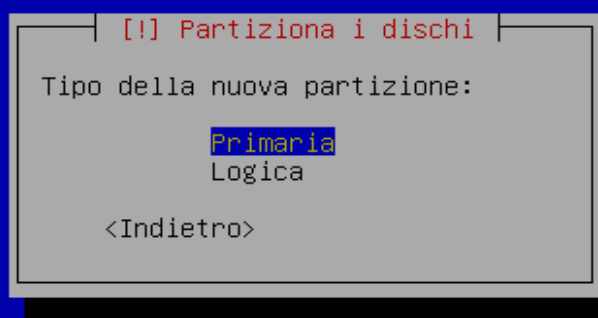 [!] Partiziona i dischi
Tipo della nuova partizione:
Primaria
Logica
<Indietro>